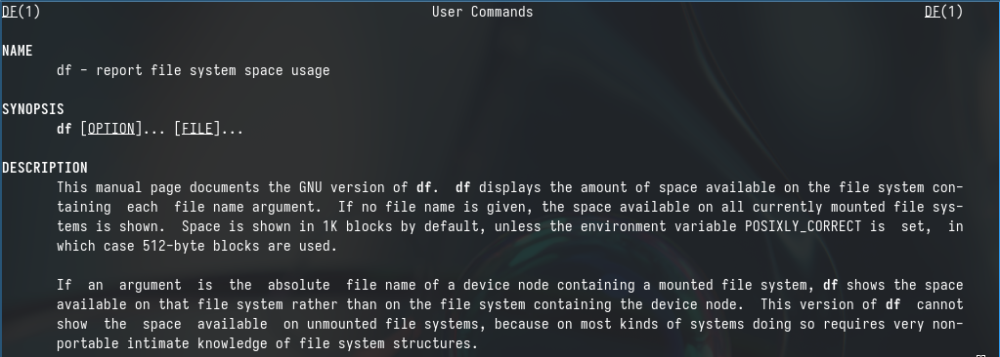 DF(1) User Commands DF(1)
NAME
df - report file system space usage
SYNOPSIS
df [OPTION]... [FILE]...
DESCRIPTION
This manual page documents the GNU version of df. df displays the amount of space available on the file system con-
taining each file name argument. If no file name is given, the space available on all currently mounted file sys-
tems is shown. Space is shown in 1K blocks by default, unless the environment variable POSIXLY_CORRECT is set, in
which case 512-byte blocks are used.
If an argument is the absolute file name of a device node containing a mounted file system, df shows the space
available on that file system rather than on the file system containing the device node. This version of df cannot
show the space available on unmounted file systems, because on most kinds of systems doing so requires very non-
portable intimate knowledge of file system structures.